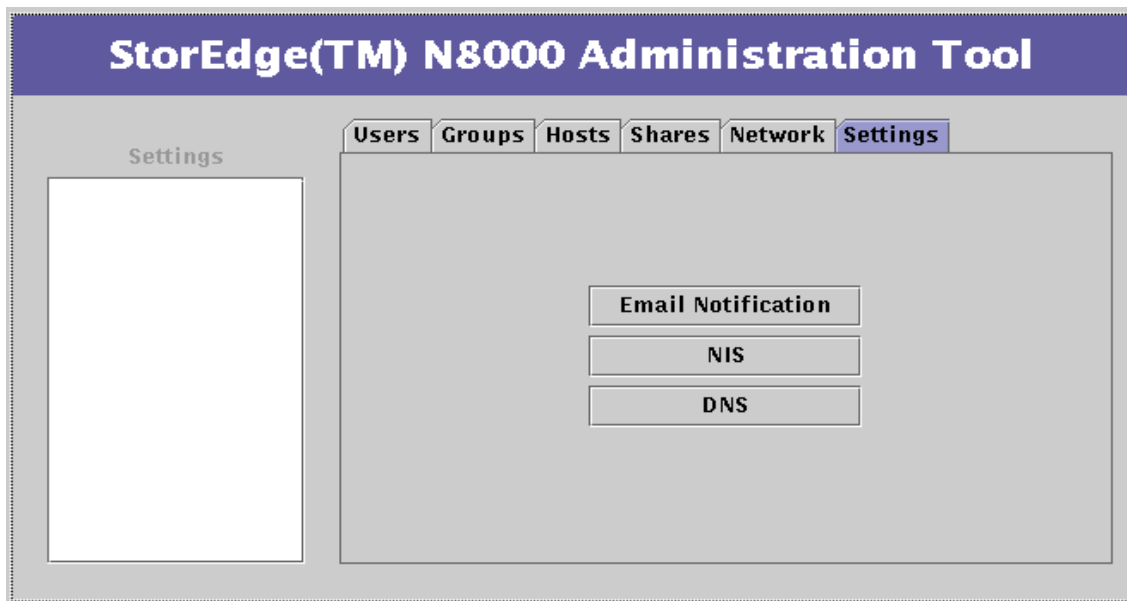 StorEdge(TM) N8000 Administration Tool
Settings
Users Groups Hosts Shares Network Settings
Email Notification
NIS
DNS